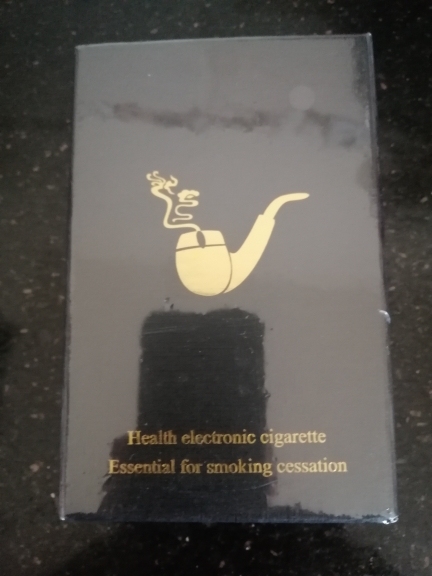 Health electronic cigarette
Essential for smoking cessation